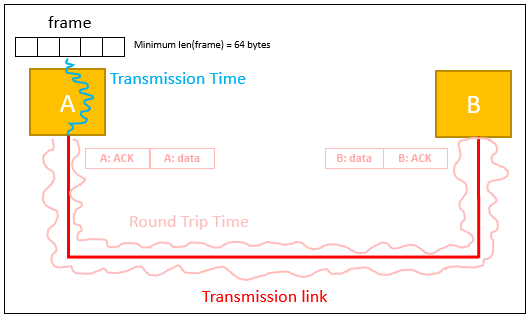 frame
Minimum len(frame) = 64 bytes
Transmission Time
A
B
A: ACK A: data
B: data B: ACK
Round Trip Time
Transmission link